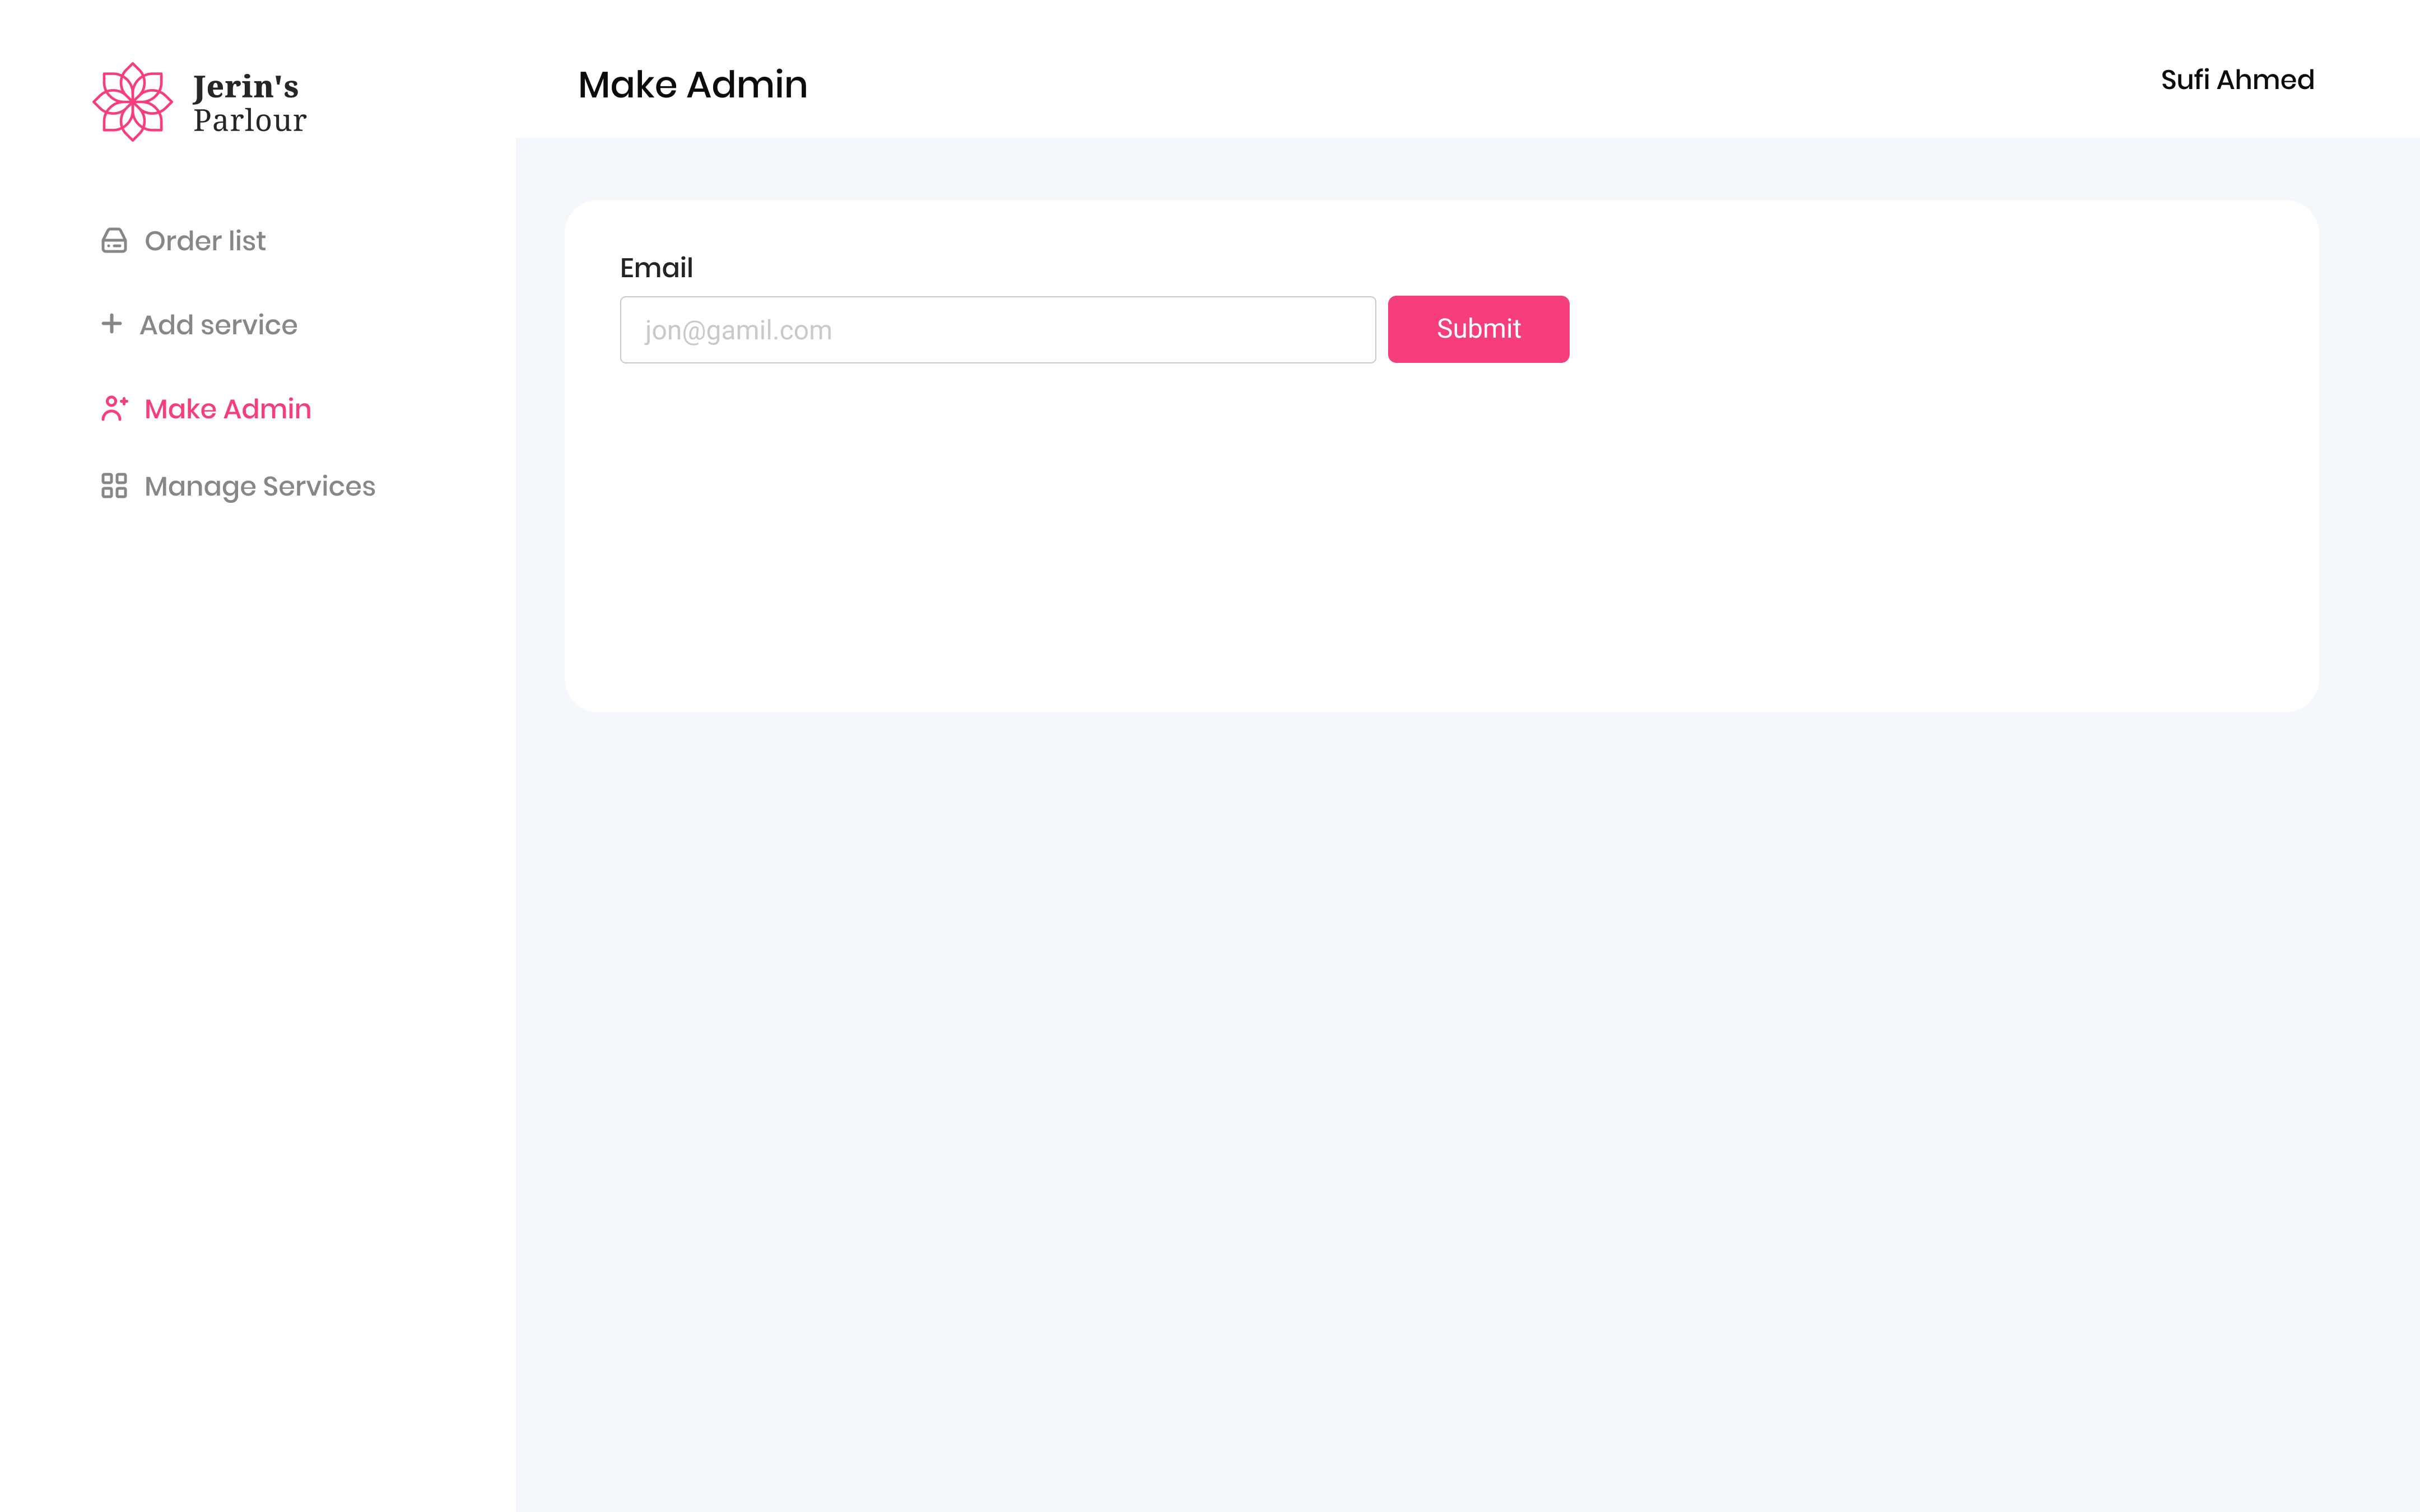 Jerin's
Parlour
Make Admin
Sufi Ahmed
Order list
Add service
Make Admin
Manage Services
Email
jon@gamil.com
Submit